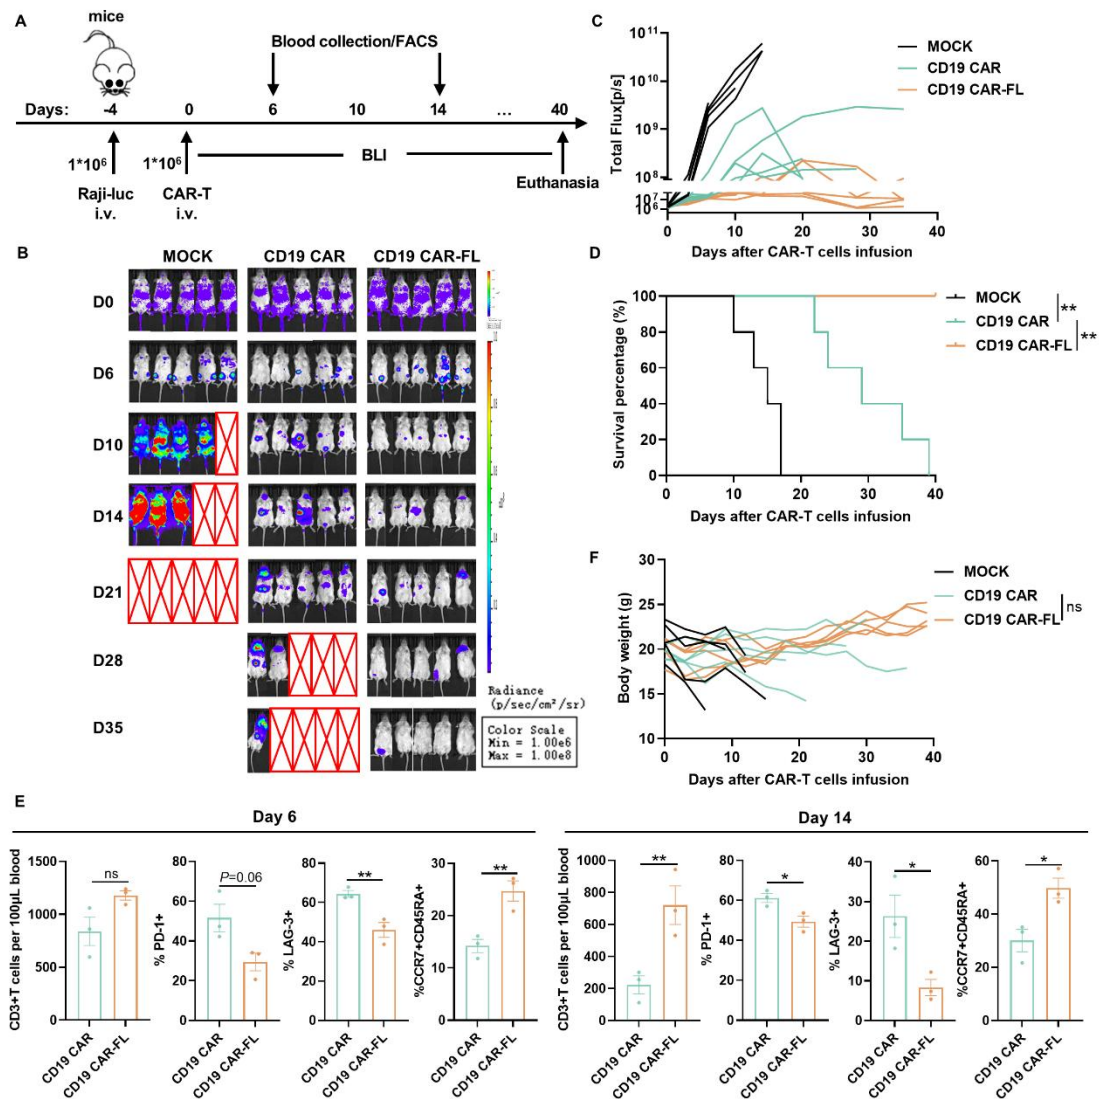 A
mice
Blood collection/FACS
Days: -4 0 6 10 14 ... 40
1*10⁶ 1*10⁶ BLI
Raji-luc CAR-T Euthanasia
i.v. i.v.
B
MOCK CD19 CAR CD19 CAR-FL
D0
D6
D10
D14
D21
D28
D35
Radiance
(p/sec/cm²/sr)
Color Scale
Min = 1.00e6
Max = 1.00e8
C
Total Flux[p/s]
10¹¹
10¹⁰
10⁹
10⁸
10⁷
10⁶
0 10 20 30 40
Days after CAR-T cells infusion
MOCK
CD19 CAR
CD19 CAR-FL
D
Survival percentage (%)
100
80
60
40
20
0
0 10 20 30 40
Days after CAR-T cells infusion
MOCK
CD19 CAR
CD19 CAR-FL
**
**
F
Body weight (g)
30
25
20
15
10
0 10 20 30 40
Days after CAR-T cells infusion
MOCK
CD19 CAR
CD19 CAR-FL
ns
E
Day 6
CD3+T cells per 100μL blood
1500
1000
500
0
ns
CD19 CAR
CD19 CAR-FL
% PD-1+
80
60
40
20
0
P=0.06
CD19 CAR
CD19 CAR-FL
% LAG-3+
80
60
40
20
0
**
CD19 CAR
CD19 CAR-FL
%CCR7+CD45RA+
30
20
10
0
**
CD19 CAR
CD19 CAR-FL
Day 14
CD3+T cells per 100μL blood
1000
800
600
400
200
0
**
CD19 CAR
CD19 CAR-FL
% PD-1+
80
60
40
20
0
*
CD19 CAR
CD19 CAR-FL
% LAG-3+
40
30
20
10
0
*
CD19 CAR
CD19 CAR-FL
%CCR7+CD45RA+
60
40
20
0
*
CD19 CAR
CD19 CAR-FL